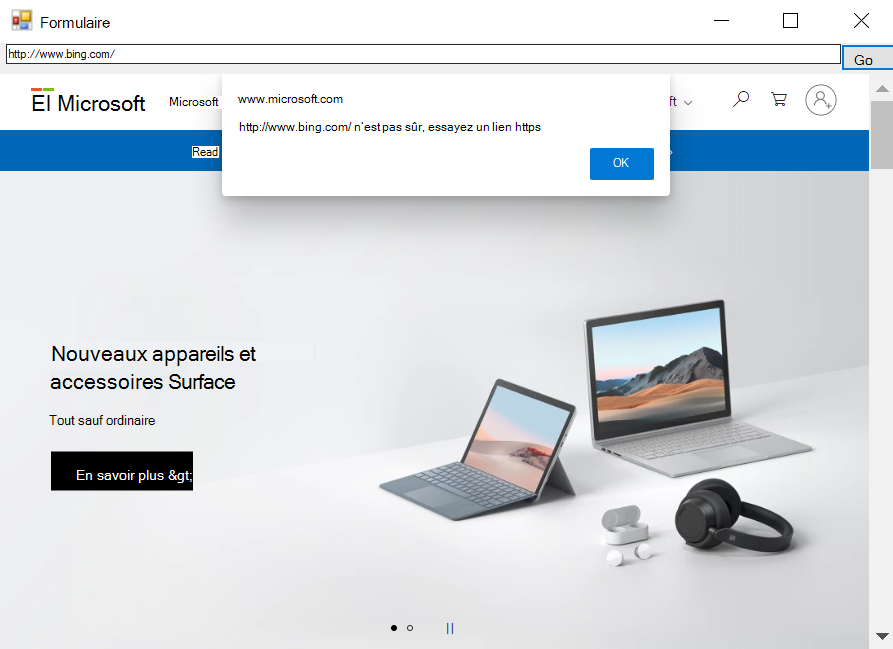 Formulaire
http://www.bing.com/
Go
El Microsoft
Microsoft
www.microsoft.com
http://www.bing.com/ n'est pas sûr, essayez un lien https
OK
ft
Read
Nouveaux appareils et
accessoires Surface
Tout sauf ordinaire
En savoir plus &gt;